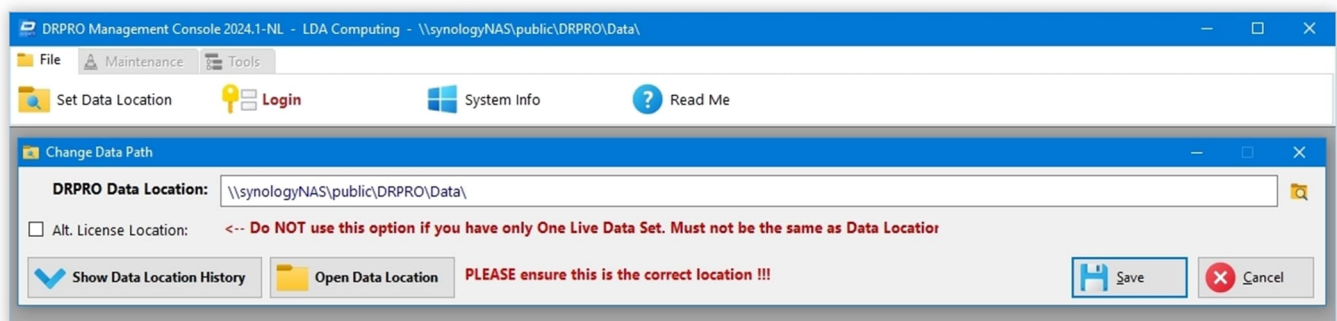 DRPRO Management Console 2024.1-NL - LDA Computing - \\synologyNAS\public\DRPRO\Data\
File Maintenance Tools
Set Data Location Login System Info Read Me
Change Data Path
DRPRO Data Location: \\synologyNAS\public\DRPRO\Data\
Alt. License Location: <-- Do NOT use this option if you have only One Live Data Set. Must not be the same as Data Location
Show Data Location History Open Data Location PLEASE ensure this is the correct location !!! Save Cancel